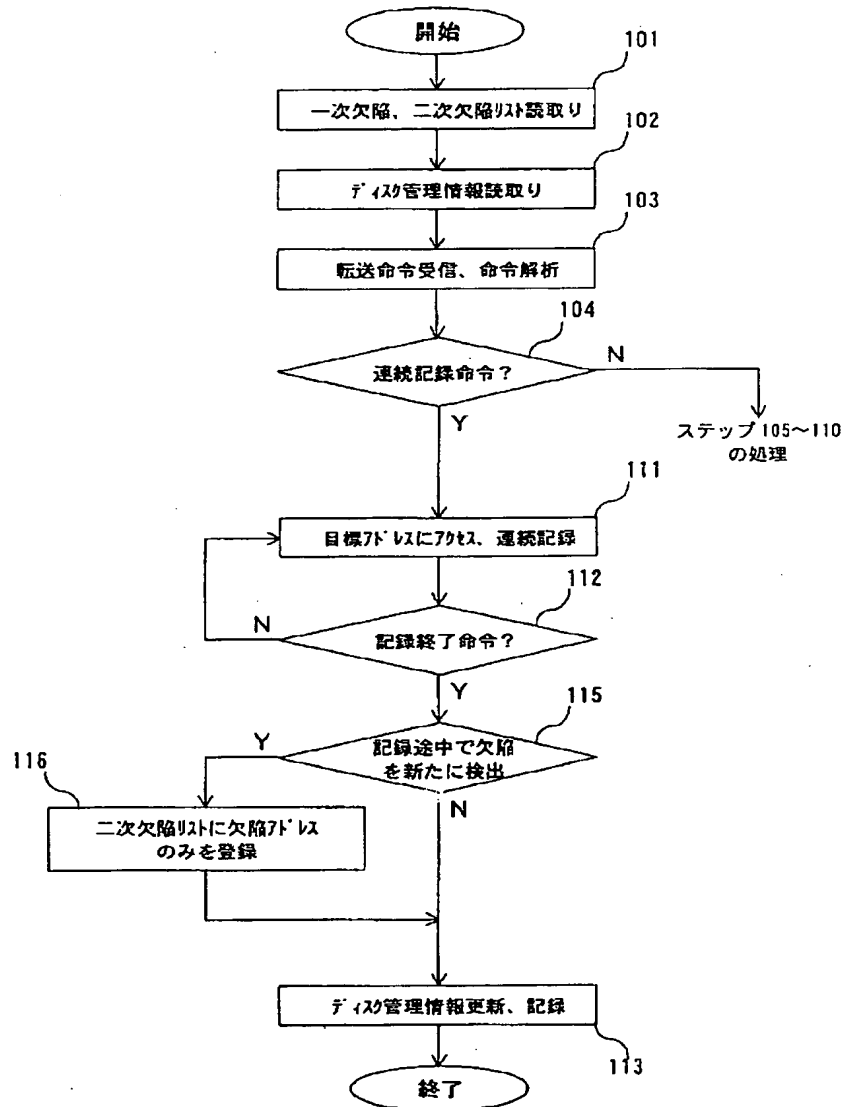 開始
101
一次欠陥、二次欠陥リスト読取り
102
ディスク管理情報読取り
103
転送命令受信、命令解析
104
連続記録命令?
N
Y
ステップ105〜110
の処理
111
目標アドレスにアクセス、連続記録
112
記録終了命令?
N
Y
115
記録途中で欠陥
を新たに検出
Y
N
116
二次欠陥リストに欠陥アドレス
のみを登録
ディスク管理情報更新、記録
113
終了